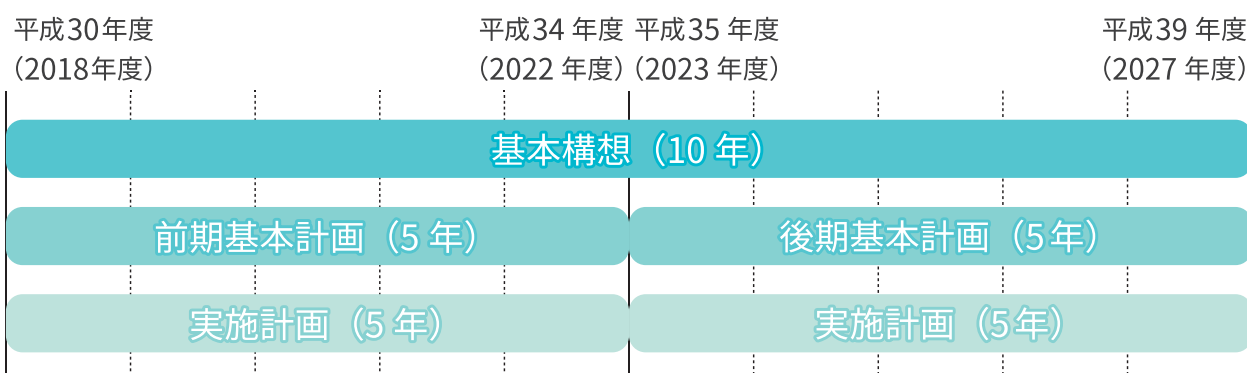 平成30年度 平成34 年度 平成35 年度 平成39 年度
（2018年度） （2022 年度） （2023 年度） （2027 年度）
基本構想（10 年）
前期基本計画（5 年） 後期基本計画（5年）
実施計画（5 年） 実施計画（5年）